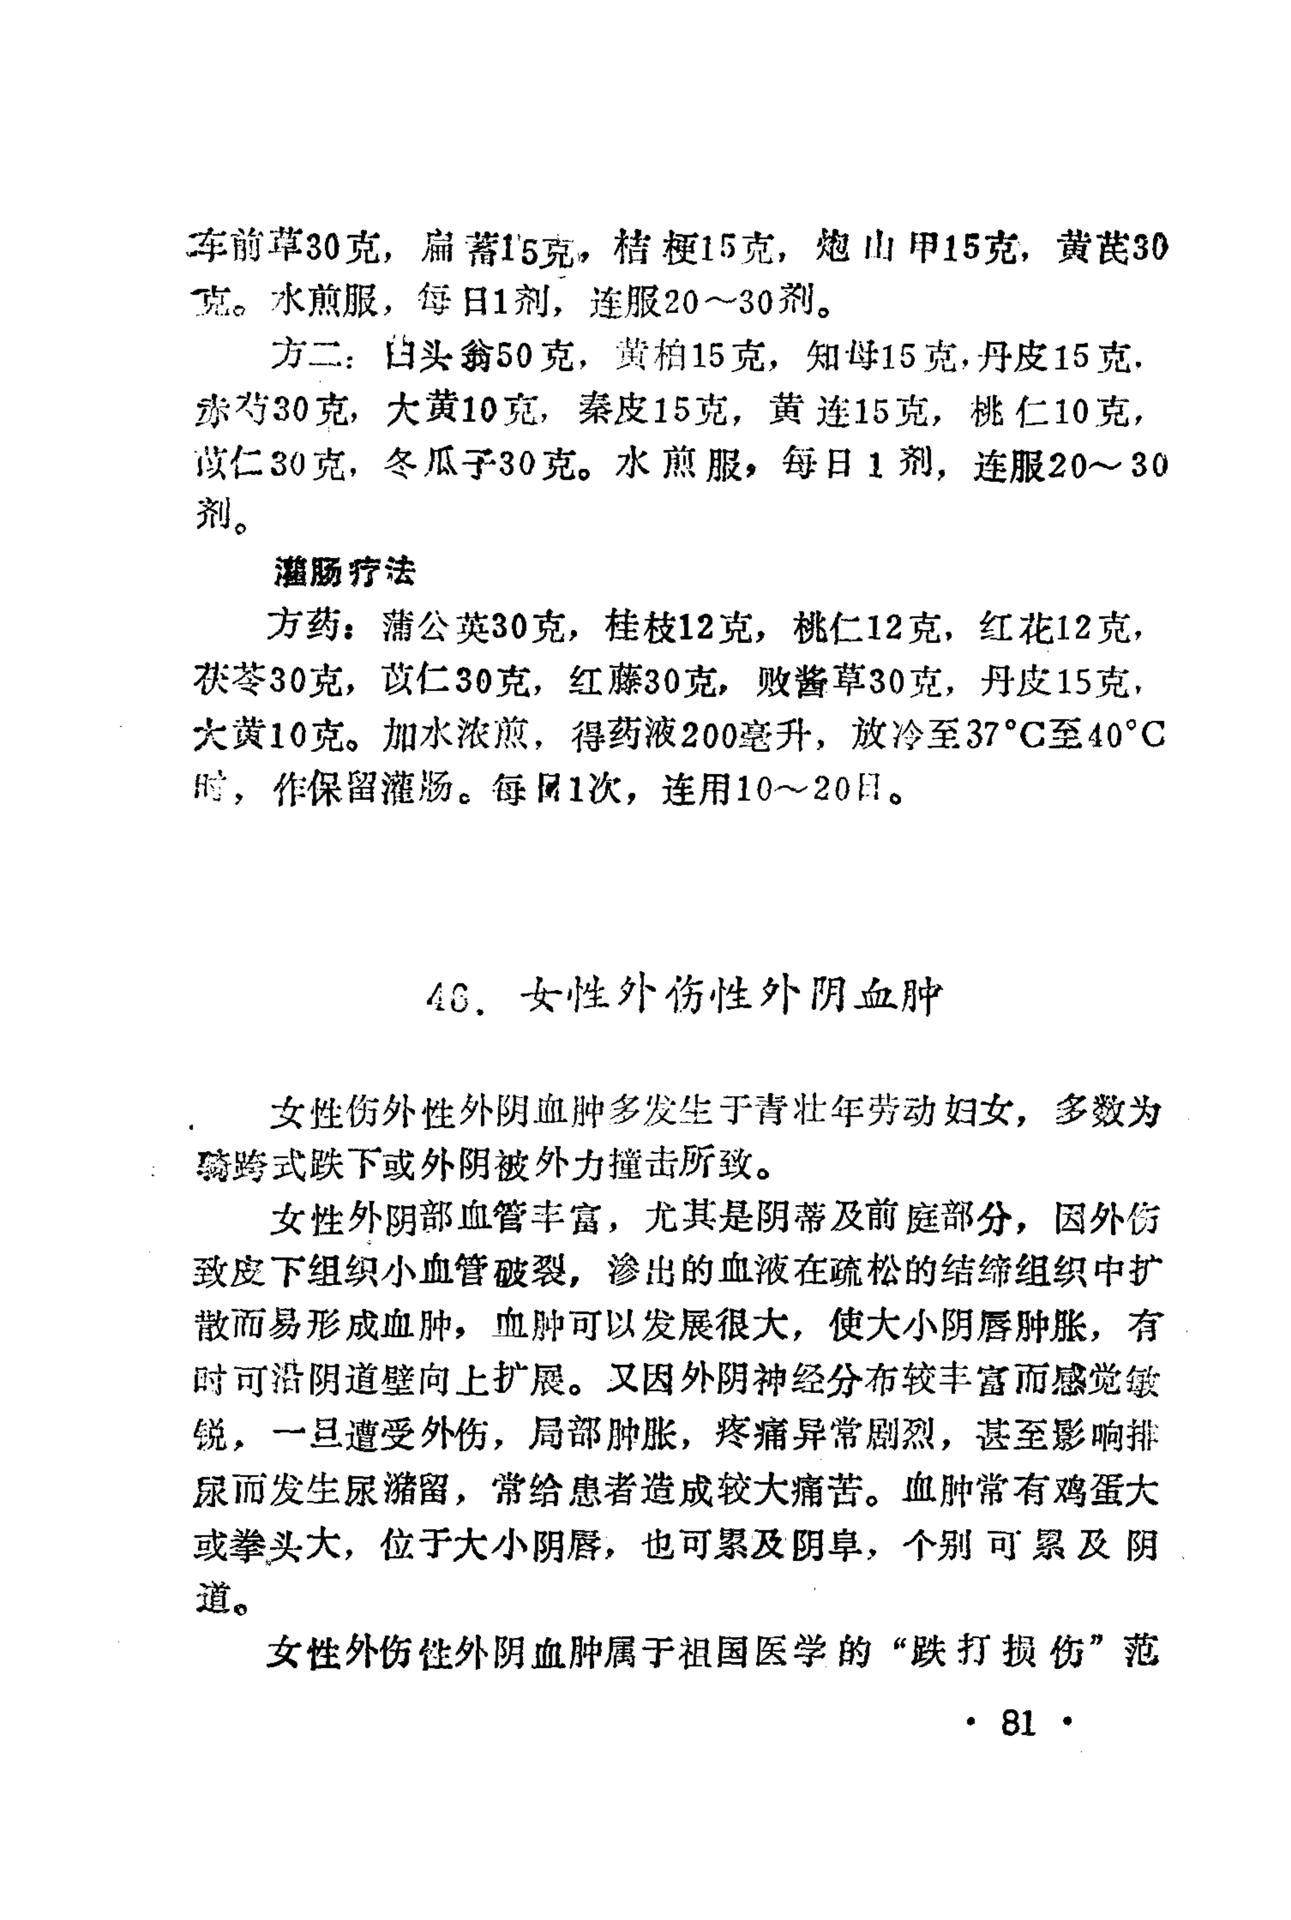 车前草30克，扁蓄15克，桔梗15克，炮山甲15克，黄芪30
克。水煎服，每日1剂，连服20～30剂。
方二：白头翁50克，黄柏15克，知母15克，丹皮15克，
赤芍30克，大黄10克，秦皮15克，黄连15克，桃仁10克，
苡仁30克，冬瓜子30克。水煎服，每日1剂，连服20～30
剂。
灌肠疗法
方药：蒲公英30克，桂枝12克，桃仁12克，红花12克，
茯苓30克，苡仁30克，红藤30克，败酱草30克，丹皮15克，
大黄10克。加水浓煎，得药液200毫升，放冷至37°C至40°C
时，作保留灌肠。每日1次，连用10～20日。
46．女性外伤性外阴血肿
女性伤外性外阴血肿多发生于青壮年劳动妇女，多数为
骑跨式跌下或外阴被外力撞击所致。
女性外阴部血管丰富，尤其是阴蒂及前庭部分，因外伤
致皮下组织小血管破裂，渗出的血液在疏松的结缔组织中扩
散而易形成血肿，血肿可以发展很大，使大小阴唇肿胀，有
时可沿阴道壁向上扩展。又因外阴神经分布较丰富而感觉敏
锐，一旦遭受外伤，局部肿胀，疼痛异常剧烈，甚至影响排
尿而发生尿潴留，常给患者造成较大痛苦。血肿常有鸡蛋大
或拳头大，位于大小阴唇，也可累及阴阜，个别可累及阴
道。
女性外伤性外阴血肿属于祖国医学的“跌打损伤”范
• 81 •